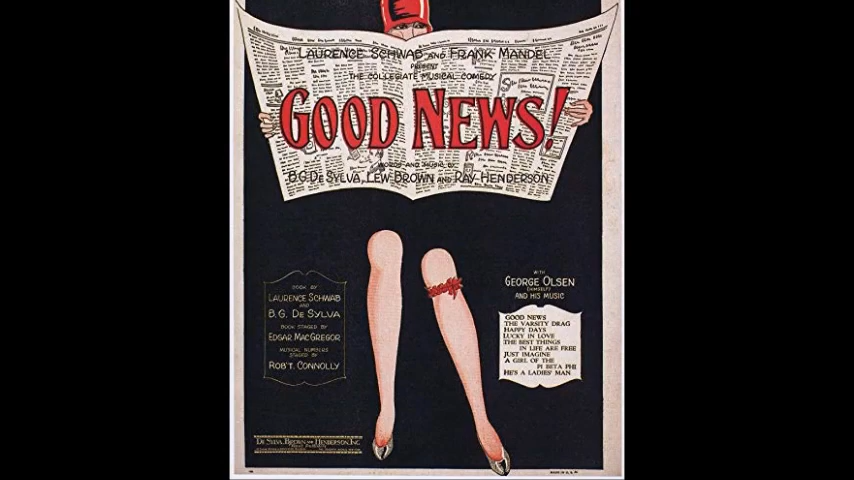 LAURENCE SCHWAB AND FRANK MANDEL
PRESENT
THE COLLEGIATE MUSICAL COMEDY
GOOD NEWS!
WORDS AND MUSIC BY
B.G. DE SYLVA, LEW BROWN AND RAY HENDERSON
BOOK BY
LAURENCE SCHWAB
AND
B.G. DE SYLVA
BOOK STAGED BY
EDGAR MACGREGOR
MUSICAL NUMBERS
STAGED BY
ROB'T. CONNOLLY
WITH
GEORGE OLSEN
(HIMSELF)
AND HIS MUSIC
GOOD NEWS
THE VARSITY DRAG
HAPPY DAYS
LUCKY IN LOVE
THE BEST THINGS
IN LIFE ARE FREE
JUST IMAGINE
A GIRL OF THE
PI BETA PHI
HE'S A LADIES' MAN
DE SYLVA, BROWN AND HENDERSON, INC